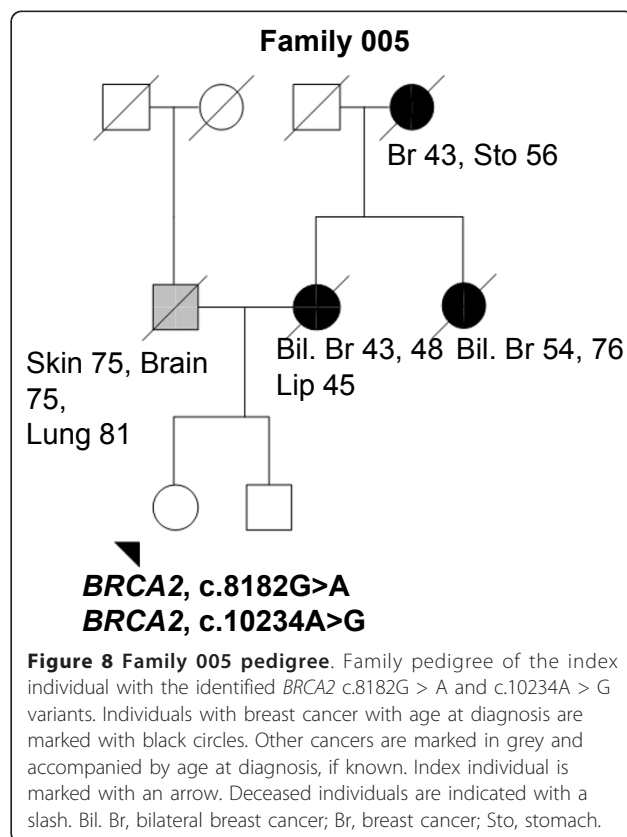 Family 005
Br 43, Sto 56
Skin 75, Brain
75,
Lung 81
Bil. Br 43, 48
Lip 45
Bil. Br 54, 76
BRCA2, c.8182G>A
BRCA2, c.10234A>G
Figure 8 Family 005 pedigree. Family pedigree of the index
individual with the identified BRCA2 c.8182G > A and c.10234A > G
variants. Individuals with breast cancer with age at diagnosis are
marked with black circles. Other cancers are marked in grey and
accompanied by age at diagnosis, if known. Index individual is
marked with an arrow. Deceased individuals are indicated with a
slash. Bil. Br, bilateral breast cancer; Br, breast cancer; Sto, stomach.